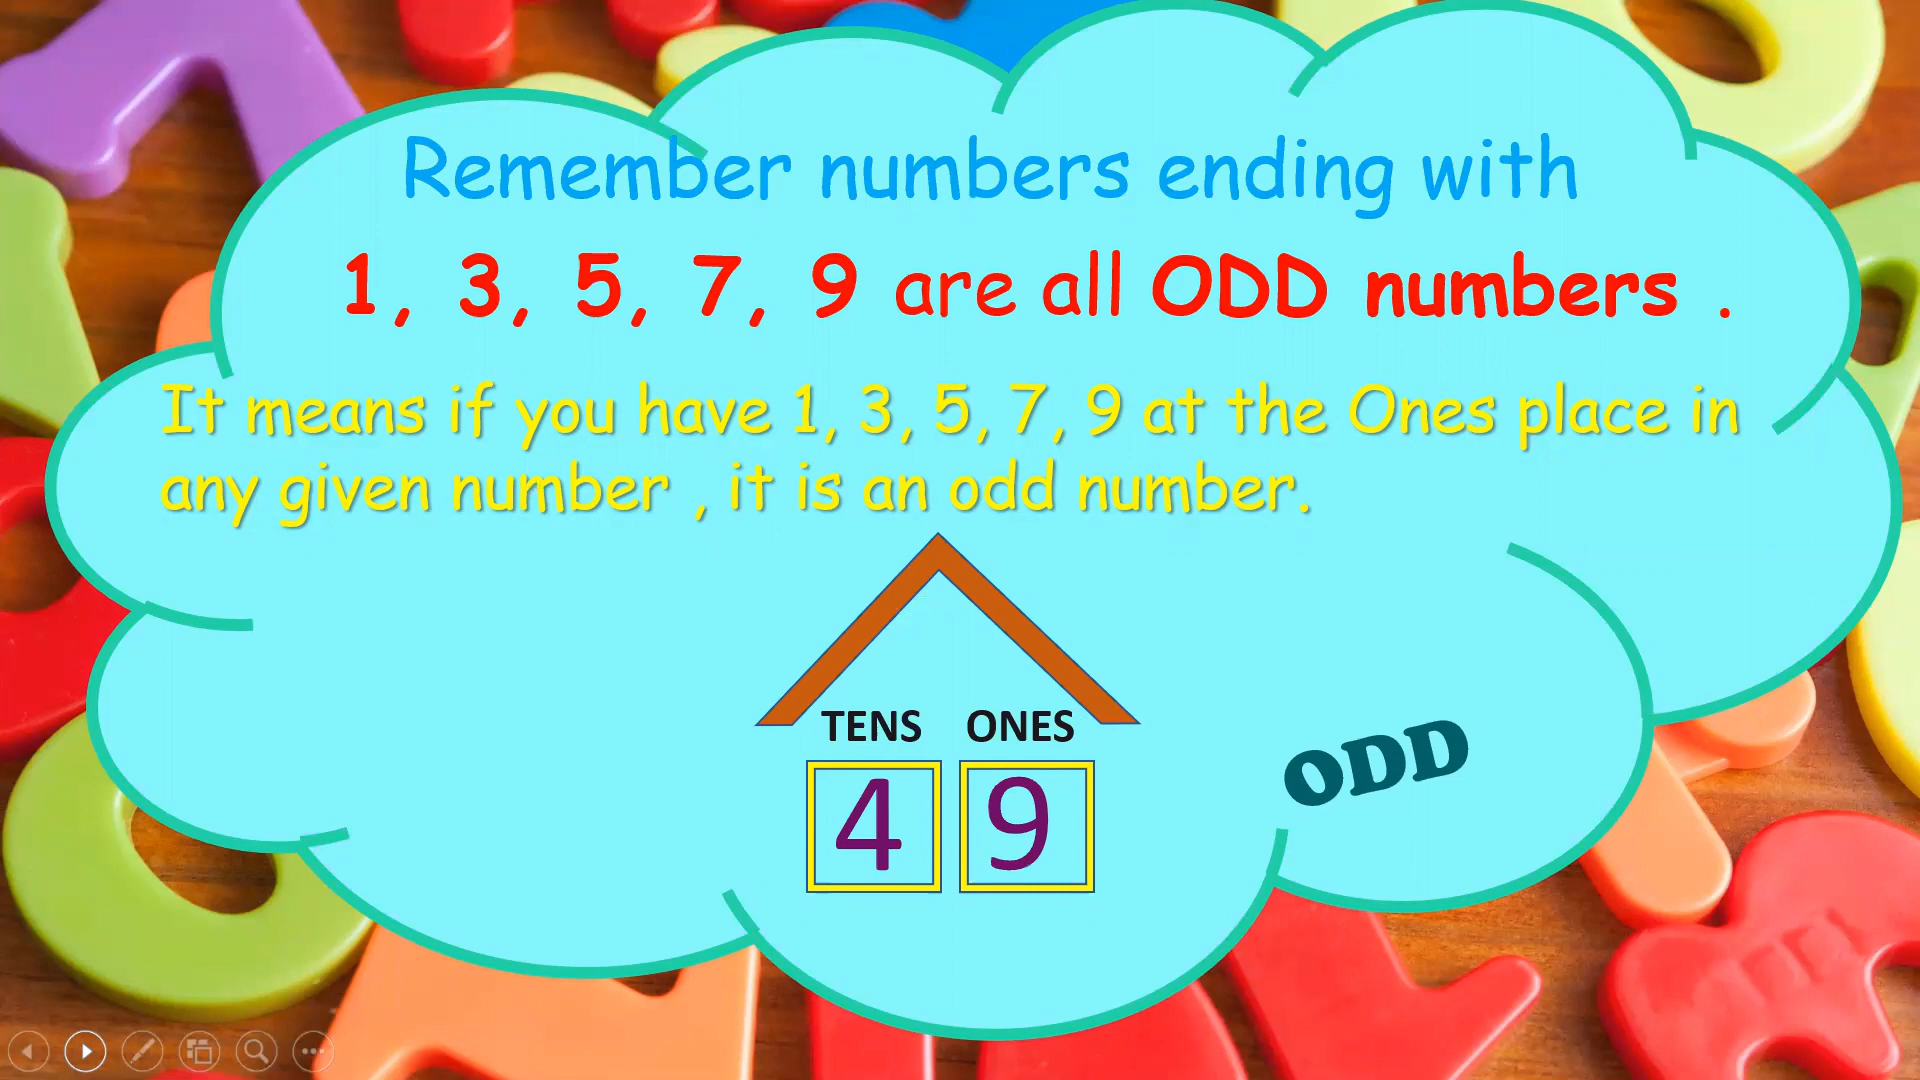 Remember numbers ending with
1, 3, 5, 7, 9 are all ODD numbers .
It means if you have 1, 3, 5, 7, 9 at the Ones place in
any given number , it is an odd number.
TENS ONES
4 9
ODD